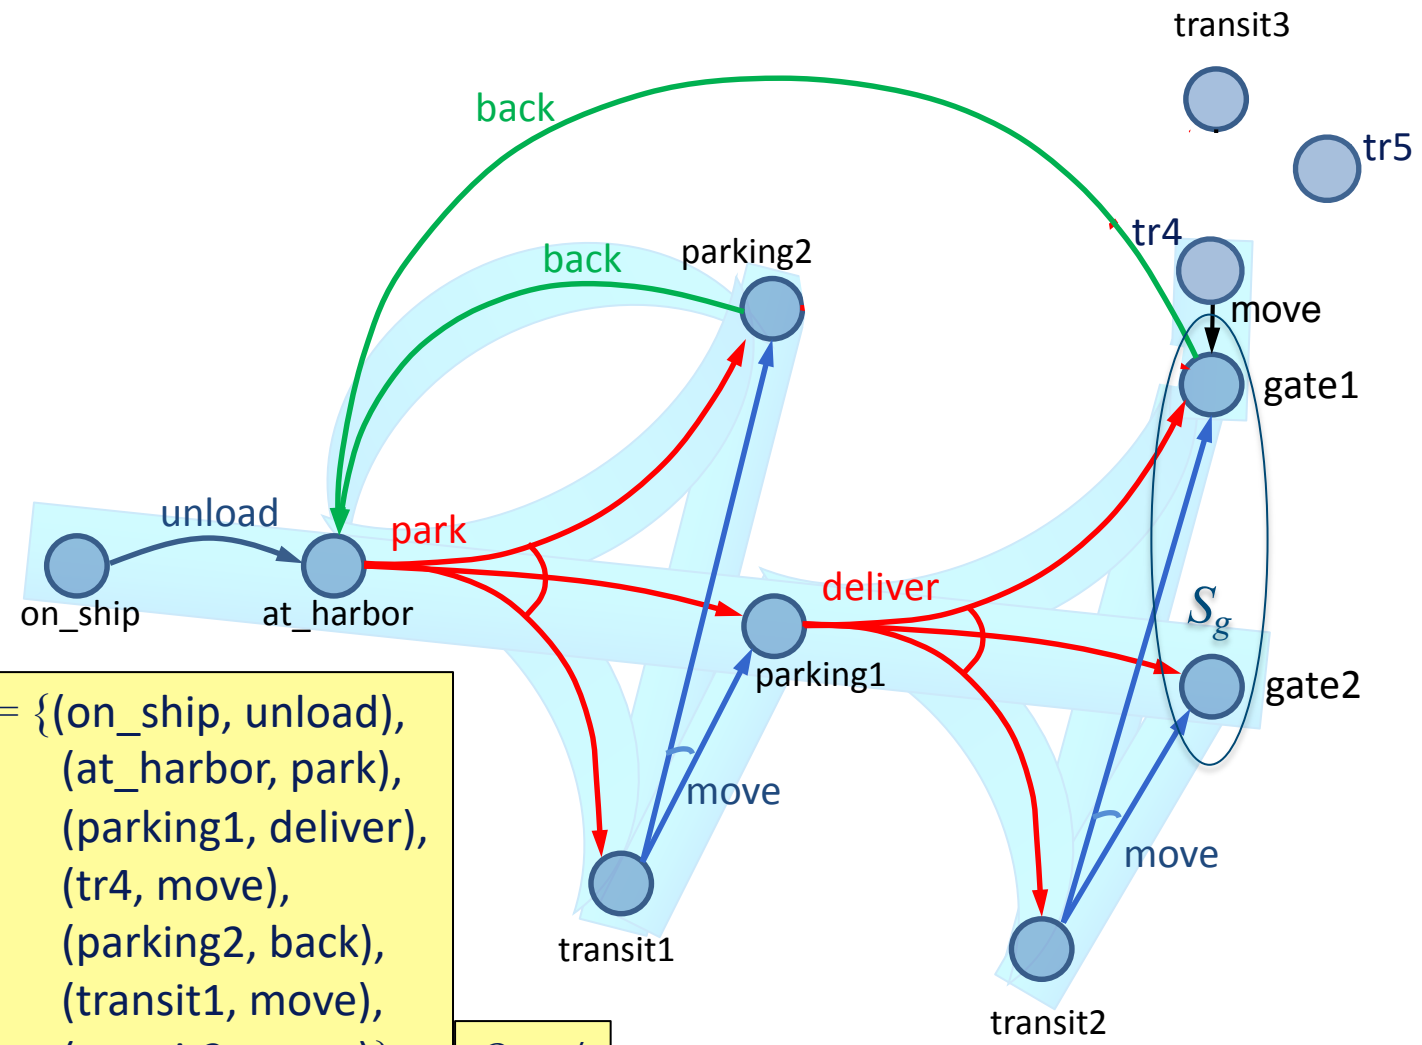 transit3
back
tr5
tr4
parking2
back
move
gate1
unload
park
deliver
S_g
on_ship
at_harbor
parking1
gate2
= {(on_ship, unload),
(at_harbor, park),
(parking1, deliver),
(tr4, move),
(parking2, back),
(transit1, move),
move
move
transit1
transit2